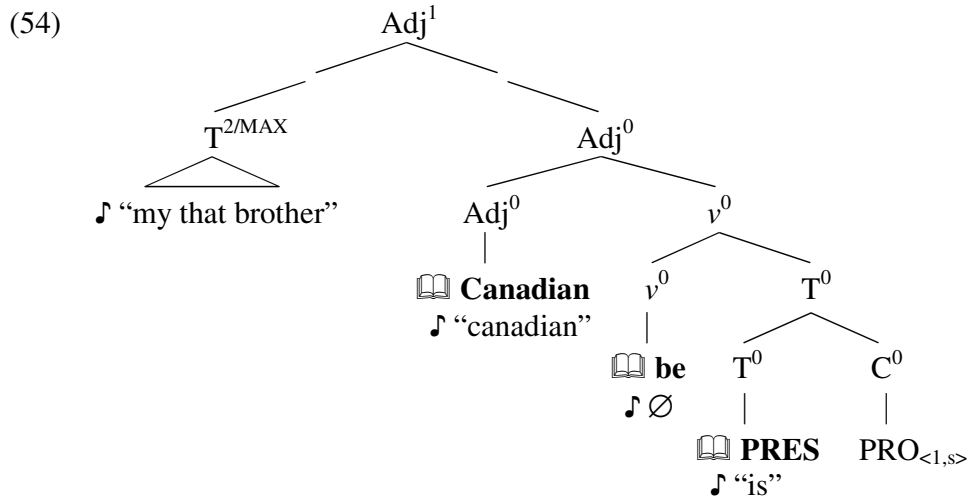 (54) Adj¹
T²/ᴹᴬˣ Adj⁰
♪ “my that brother” Adj⁰ v⁰
🕮 Canadian v⁰ T⁰
♪ “canadian” 🕮 be T⁰ C⁰
♪ ∅ 🕮 PRES PRO<1,s>
♪ “is”